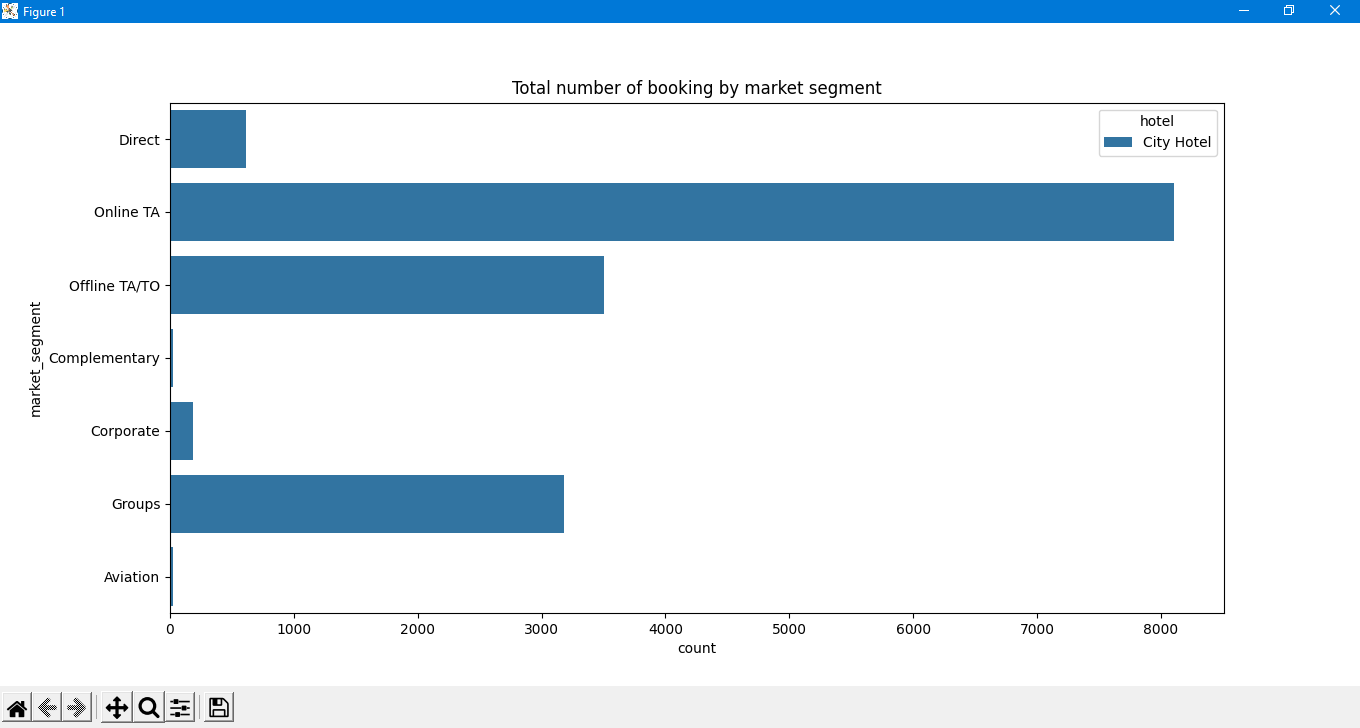 Figure 1
Total number of booking by market segment
hotel
City Hotel
market_segment
Direct
Online TA
Offline TA/TO
Complementary
Corporate
Groups
Aviation
0 1000 2000 3000 4000 5000 6000 7000 8000
count